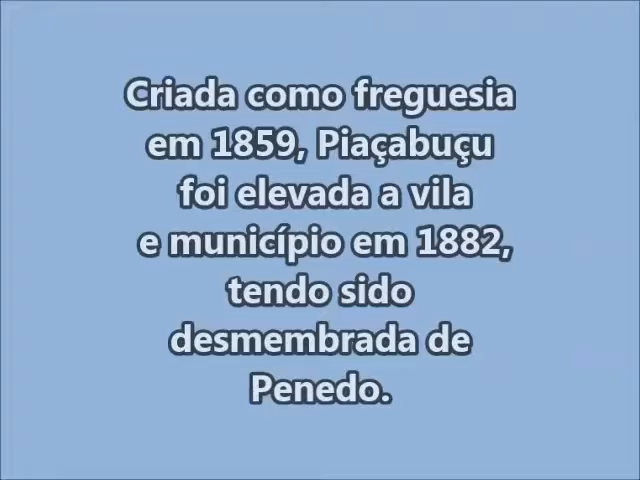 Criada como freguesia
em 1859, Piaçabuçu
foi elevada a vila
e município em 1882,
tendo sido
desmembrada de
Penedo.